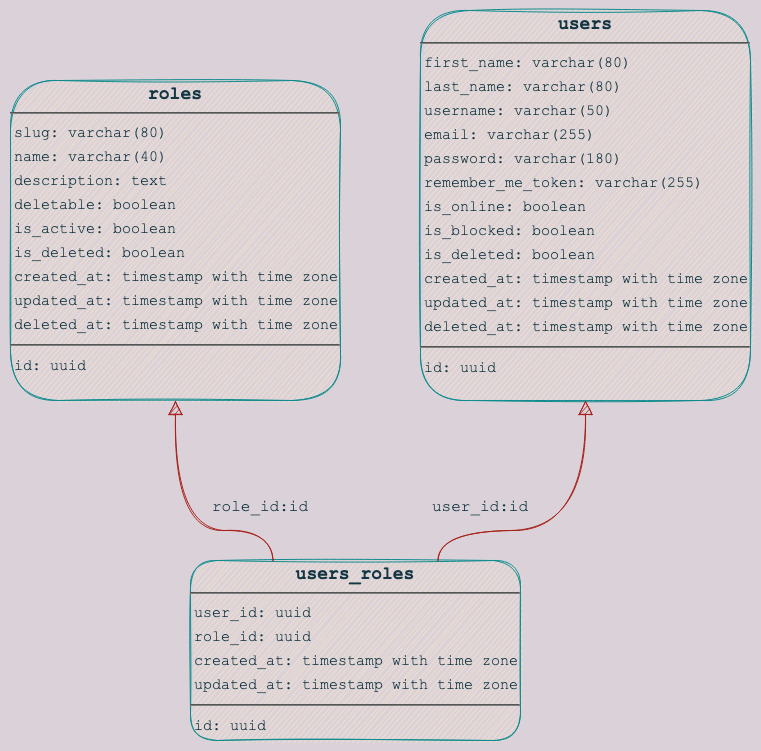 roles
slug: varchar(80)
name: varchar(40)
description: text
deletable: boolean
is_active: boolean
is_deleted: boolean
created_at: timestamp with time zone
updated_at: timestamp with time zone
deleted_at: timestamp with time zone
id: uuid
users
first_name: varchar(80)
last_name: varchar(80)
username: varchar(50)
email: varchar(255)
password: varchar(180)
remember_me_token: varchar(255)
is_online: boolean
is_blocked: boolean
is_deleted: boolean
created_at: timestamp with time zone
updated_at: timestamp with time zone
deleted_at: timestamp with time zone
id: uuid
role_id:id
user_id:id
users_roles
user_id: uuid
role_id: uuid
created_at: timestamp with time zone
updated_at: timestamp with time zone
id: uuid